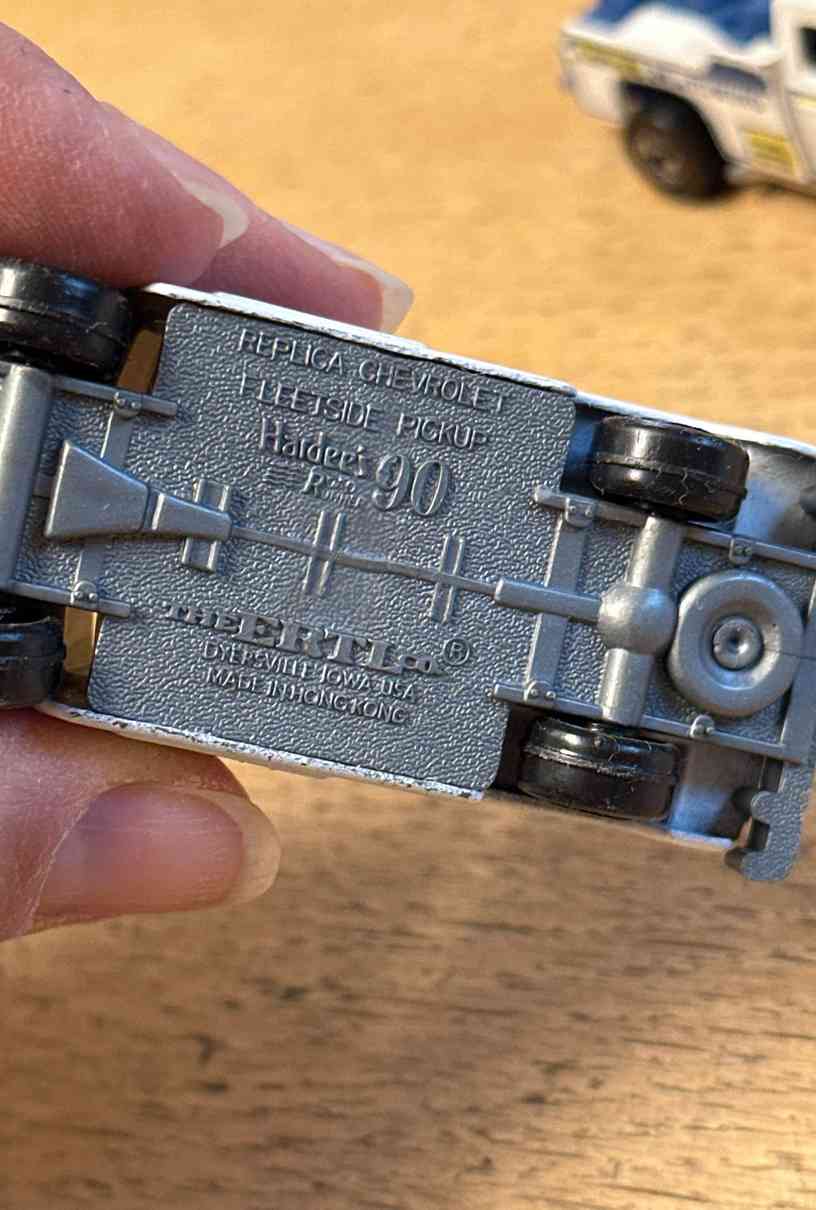 REPLICA CHEVROLET
FLEETSIDE PICKUP
Hardee's 90
THE ERTL CO.®
DYERSVILLE IOWA USA
MADE IN HONG KONG